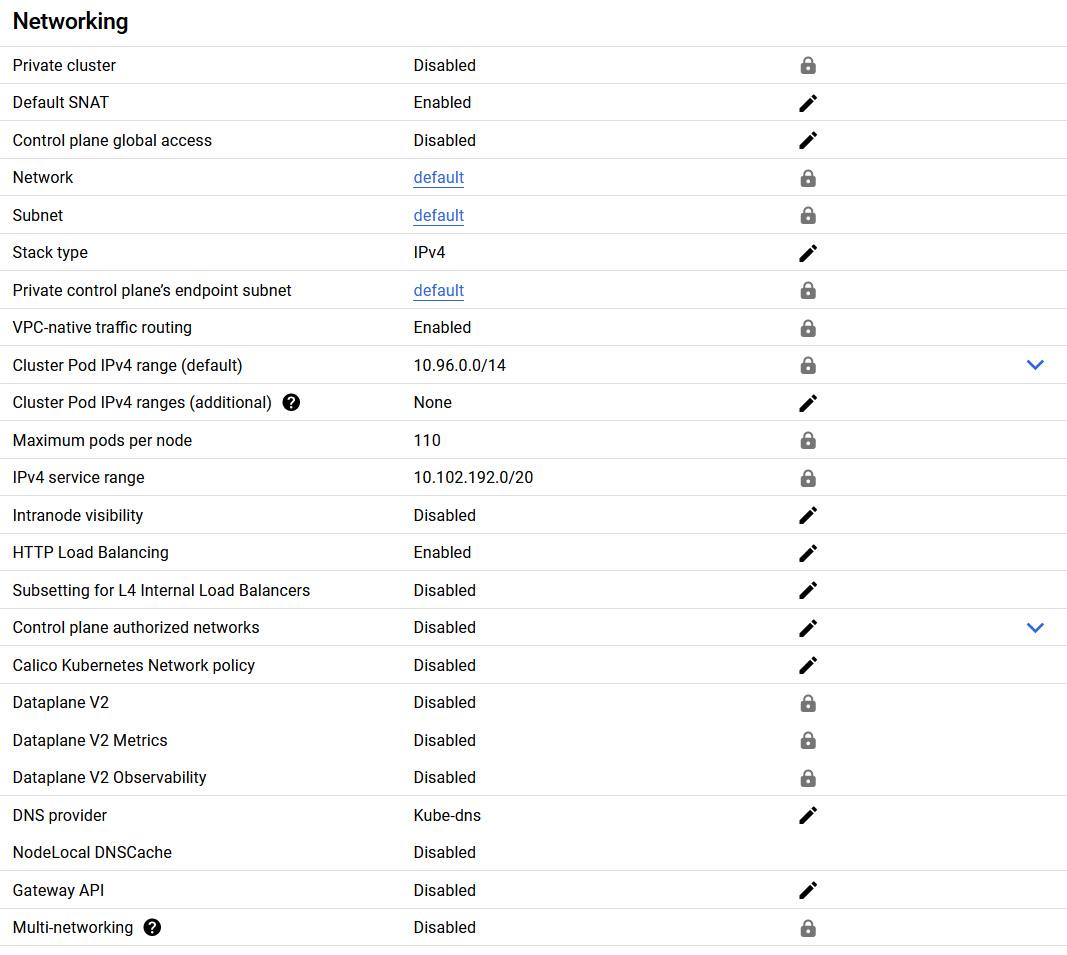 Networking
Private cluster Disabled
Default SNAT Enabled
Control plane global access Disabled
Network default
Subnet default
Stack type IPv4
Private control plane’s endpoint subnet default
VPC-native traffic routing Enabled
Cluster Pod IPv4 range (default) 10.96.0.0/14
Cluster Pod IPv4 ranges (additional) ? None
Maximum pods per node 110
IPv4 service range 10.102.192.0/20
Intranode visibility Disabled
HTTP Load Balancing Enabled
Subsetting for L4 Internal Load Balancers Disabled
Control plane authorized networks Disabled
Calico Kubernetes Network policy Disabled
Dataplane V2 Disabled
Dataplane V2 Metrics Disabled
Dataplane V2 Observability Disabled
DNS provider Kube-dns
NodeLocal DNSCache Disabled
Gateway API Disabled
Multi-networking ? Disabled